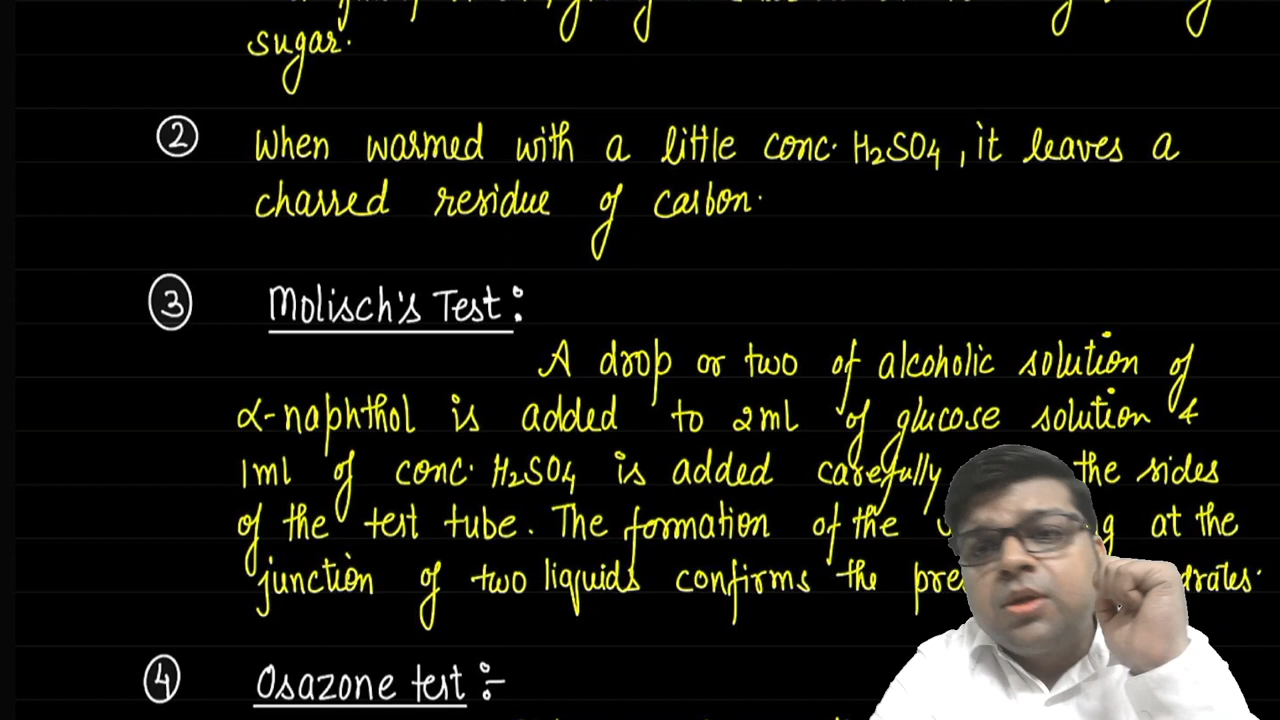 sugar.
② When warmed with a little conc. H₂SO₄, it leaves a
charred residue of carbon.
③ Molisch's Test:
A drop or two of alcoholic solution of
α-naphthol is added to 2ml of glucose solution &
1ml of conc. H₂SO₄ is added carefully the sides
of the test tube. The formation of the at the
junction of two liquids confirms the
④ Osazone test :-